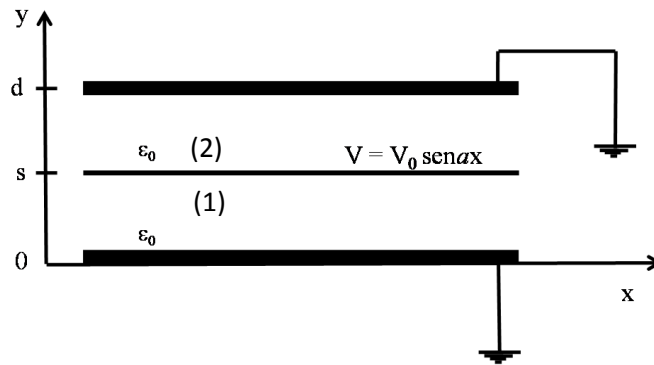 y
d
ε₀ (2) V = V₀ senax
s
(1)
ε₀
0
x